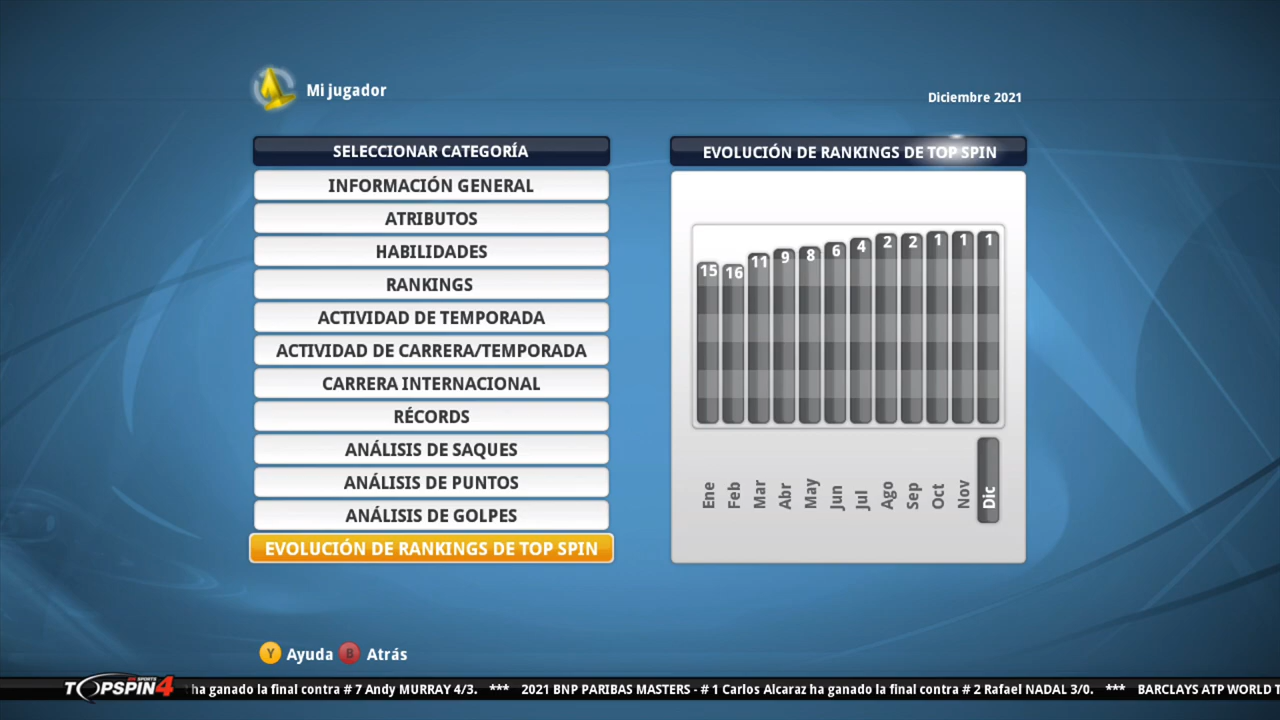 Mi jugador
Diciembre 2021
SELECCIONAR CATEGORÍA
INFORMACIÓN GENERAL
ATRIBUTOS
HABILIDADES
RANKINGS
ACTIVIDAD DE TEMPORADA
ACTIVIDAD DE CARRERA/TEMPORADA
CARRERA INTERNACIONAL
RÉCORDS
ANÁLISIS DE SAQUES
ANÁLISIS DE PUNTOS
ANÁLISIS DE GOLPES
EVOLUCIÓN DE RANKINGS DE TOP SPIN
EVOLUCIÓN DE RANKINGS DE TOP SPIN
15 16 11 9 8 6 4 2 2 1 1 1
Ene Feb Mar Abr May Jun Jul Ago Sep Oct Nov Dic
Y Ayuda B Atrás
2K SPORTS
TOPSPIN 4
ha ganado la final contra # 7 Andy MURRAY 4/3. *** 2021 BNP PARIBAS MASTERS - # 1 Carlos Alcaraz ha ganado la final contra # 2 Rafael NADAL 3/0. *** BARCLAYS ATP WORLD T